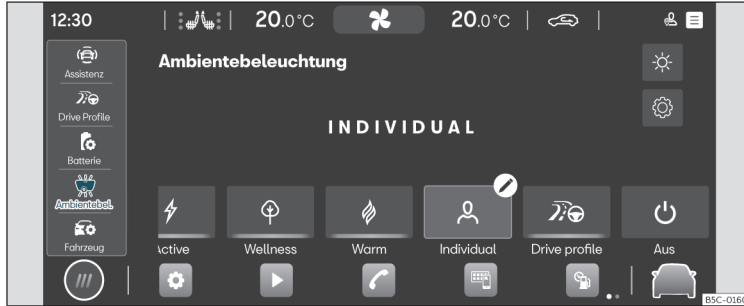 12:30
20.0°C
20.0°C
Ambientebeleuchtung
Assistenz
Drive Profile
Batterie
Ambientebel.
Fahrzeug
INDIVIDUAL
Active
Wellness
Warm
Individual
Drive profile
Aus
B5C-0160